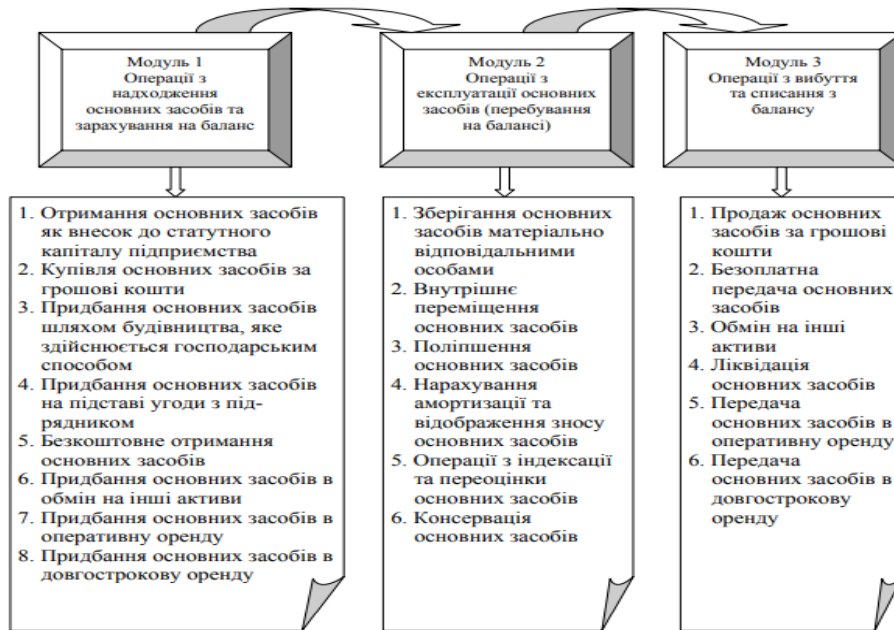 Модуль 1
Операції з
надходження
основних засобів та
зарахування на баланс
Модуль 2
Операції з
експлуатації основних
засобів (перебування
на балансі)
Модуль 3
Операції з вибуття
та списання з
балансу
1. Отримання основних засобів
як внесок до статутного
капіталу підприємства
2. Купівля основних засобів за
грошові кошти
3. Придбання основних засобів
шляхом будівництва, яке
здійснюється господарським
способом
4. Придбання основних засобів
на підставі угоди з під-
рядником
5. Безкоштовне отримання
основних засобів
6. Придбання основних засобів в
обмін на інші активи
7. Придбання основних засобів в
оперативну оренду
8. Придбання основних засобів в
довгострокову оренду
1. Зберігання основних
засобів матеріально
відповідальними
особами
2. Внутрішнє
переміщення
основних засобів
3. Поліпшення
основних засобів
4. Нарахування
амортизації та
відображення зносу
основних засобів
5. Операції з індексації
та переоцінки
основних засобів
6. Консервація
основних засобів
1. Продаж основних
засобів за грошові
кошти
2. Безоплатна
передача основних
засобів
3. Обмін на інші
активи
4. Ліквідація
основних засобів
5. Передача
основних засобів в
оперативну оренду
6. Передача
основних засобів в
довгострокову
оренду